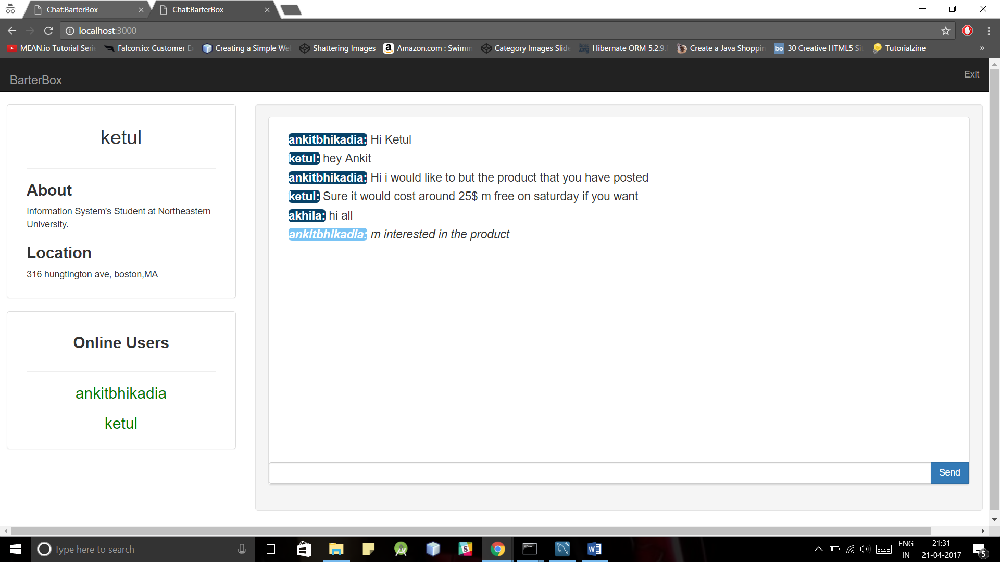 Chat:BarterBox
Chat:BarterBox
localhost:3000
MEAN.io Tutorial Seri
Falcon.io: Customer E
Creating a Simple We
Shattering Images
Amazon.com : Swimm
Category Images Slid
Hibernate ORM 5.2.9.
Create a Java Shoppin
bo 30 Creative HTML5 Si
Tutorialzine
»
BarterBox
Exit
ketul
About
Information System's Student at Northeastern
University.
Location
316 hungtington ave, boston,MA
Online Users
ankitbhikadia
ketul
ankitbhikadia: Hi Ketul
ketul: hey Ankit
ankitbhikadia: Hi i would like to but the product that you have posted
ketul: Sure it would cost around 25$ m free on saturday if you want
akhila: hi all
ankitbhikadia: m interested in the product
Send
Type here to search
ENG
IN
21:31
21-04-2017
5